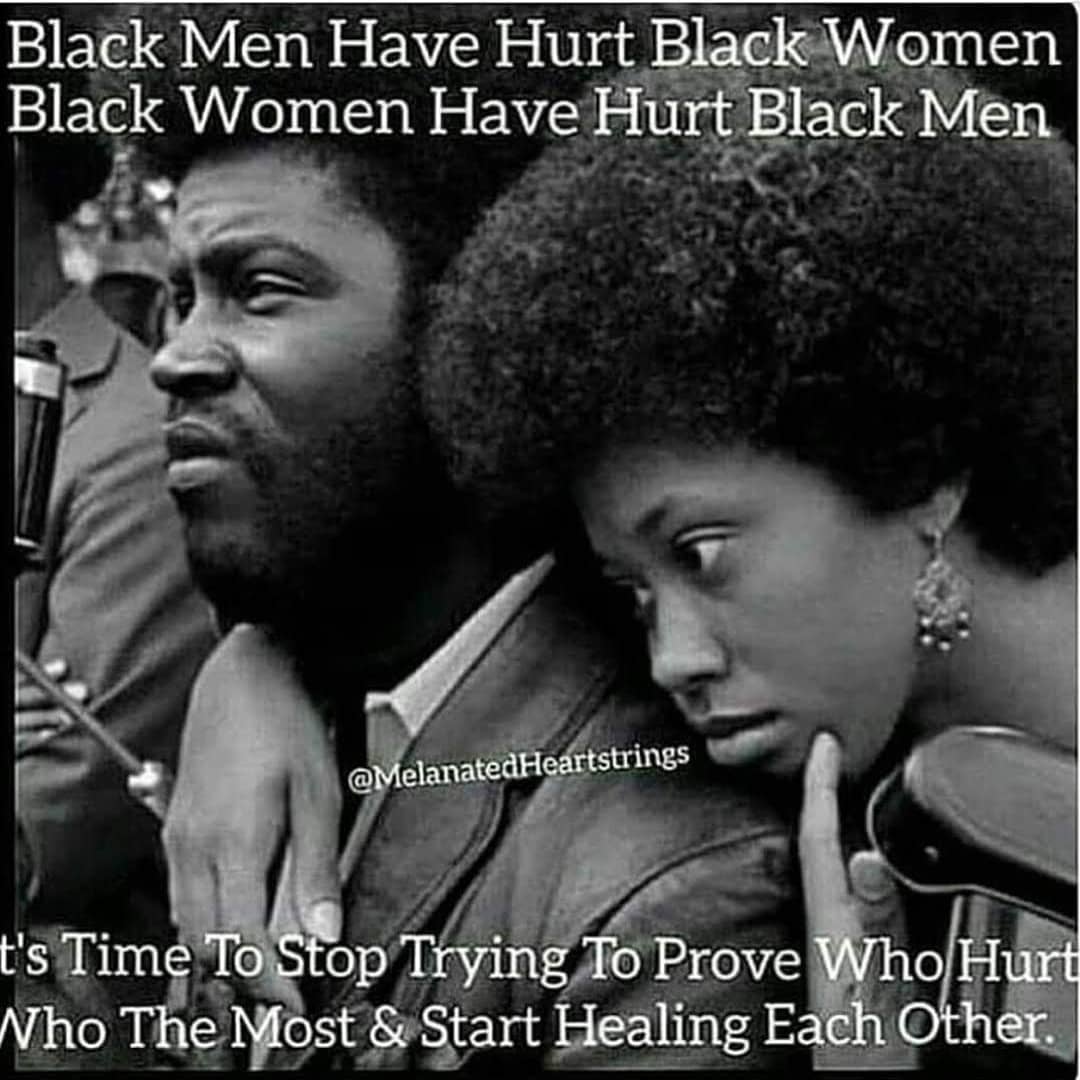 Black Men Have Hurt Black Women
Black Women Have Hurt Black Men
@MelanatedHeartstrings
t's Time To Stop Trying To Prove Who Hurt
Who The Most & Start Healing Each Other.